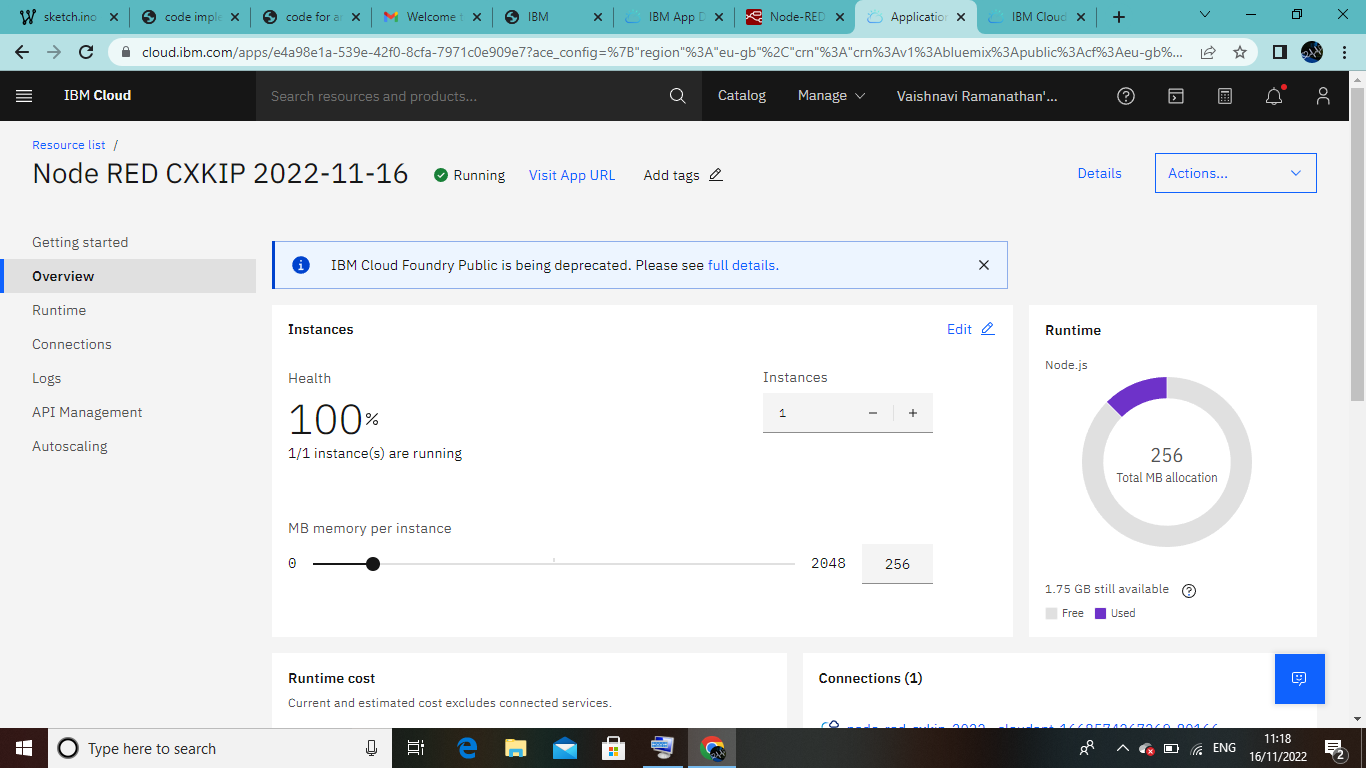 sketch.ino
code imple
code for a
Welcome t
IBM
IBM App D
Node-RED
Application
IBM Cloud
cloud.ibm.com/apps/e4a98e1a-539e-42f0-8cfa-7971c0e909e7?ace_config=%7B"region"%3A"eu-gb"%2C"crn"%3A"crn%3Av1%3Abluemix%3Apublic%3Acf%3Aeu-gb%...
IBM Cloud
Search resources and products...
Catalog
Manage
Vaishnavi Ramanathan'...
Resource list /
Node RED CXKIP 2022-11-16
Running
Visit App URL
Add tags
Details
Actions...
Getting started
Overview
Runtime
Connections
Logs
API Management
Autoscaling
IBM Cloud Foundry Public is being deprecated. Please see full details.
Instances
Edit
Health
100%
1/1 instance(s) are running
Instances
1
MB memory per instance
0
2048
256
Runtime
Node.js
256
Total MB allocation
1.75 GB still available
Free
Used
Runtime cost
Current and estimated cost excludes connected services.
Connections (1)
Type here to search
ENG
11:18
16/11/2022
2